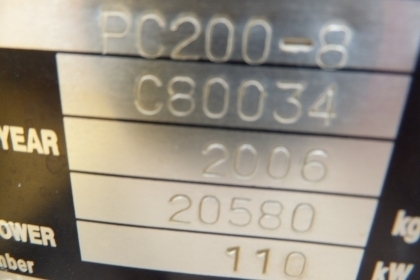 PC200-8
C80034
YEAR 2006
20580 kg
OWER 110 kW
mber